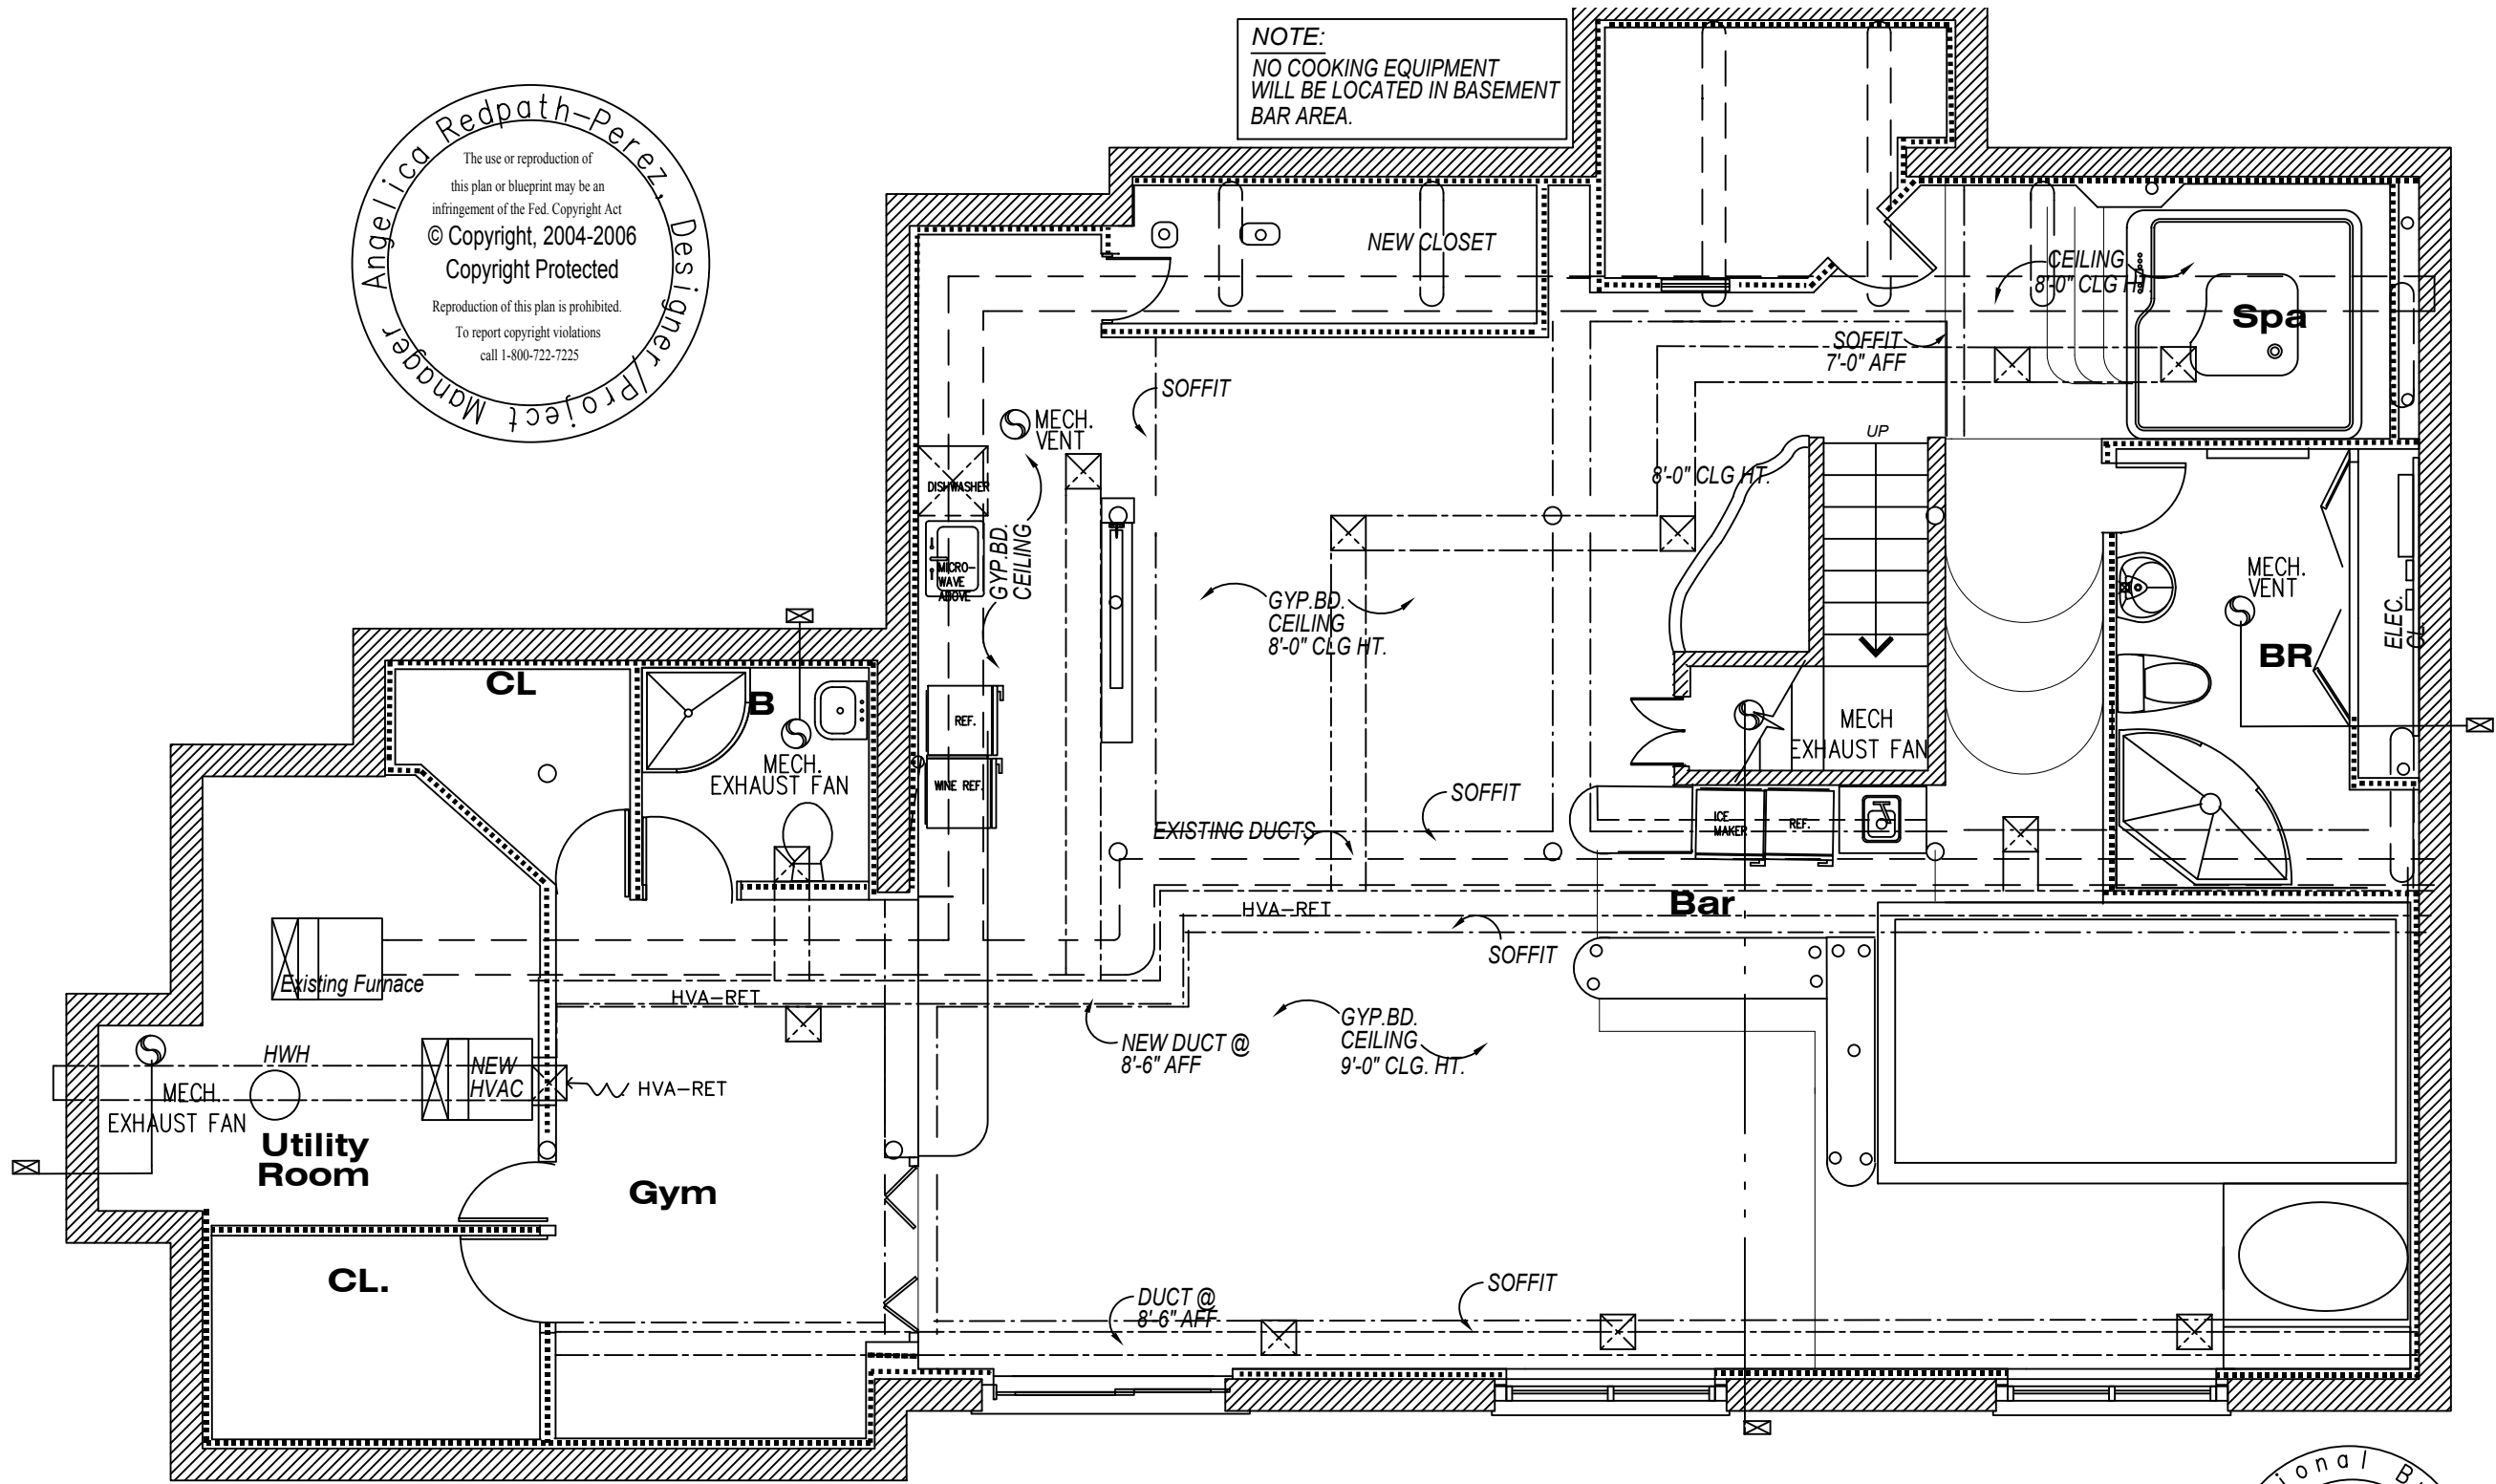 NOTE:
NO COOKING EQUIPMENT
WILL BE LOCATED IN BASEMENT
BAR AREA.
Angelica Redpath-Perez, Designer/Project Manager
The use or reproduction of
this plan or blueprint may be an
infringement of the Fed. Copyright Act
© Copyright, 2004-2006
Copyright Protected
Reproduction of this plan is prohibited.
To report copyright violations
call 1-800-722-7225
NEW CLOSET
CEILING
8'-0" CLG HT.
Spa
SOFFIT
7'-0" AFF
SOFFIT
MECH.
VENT
UP
8'-0" CLG HT.
DISHWASHER
GYP.BD.
CEILING
MICRO-
WAVE
ABOVE
GYP.BD.
CEILING
8'-0" CLG HT.
MECH.
VENT
ELEC.
CL.
BR
CL
B
MECH.
EXHAUST FAN
REF.
WINE REF.
MECH
EXHAUST FAN
SOFFIT
EXISTING DUCTS
ICE
MAKER
REF.
HVA-RET
Bar
SOFFIT
Existing Furnace
HVA-RET
NEW DUCT @
8'-6" AFF
GYP.BD.
CEILING
9'-0" CLG. HT.
HWH
NEW
HVAC
HVA-RET
MECH.
EXHAUST FAN
Utility
Room
Gym
CL.
DUCT @
8'-6" AFF
SOFFIT